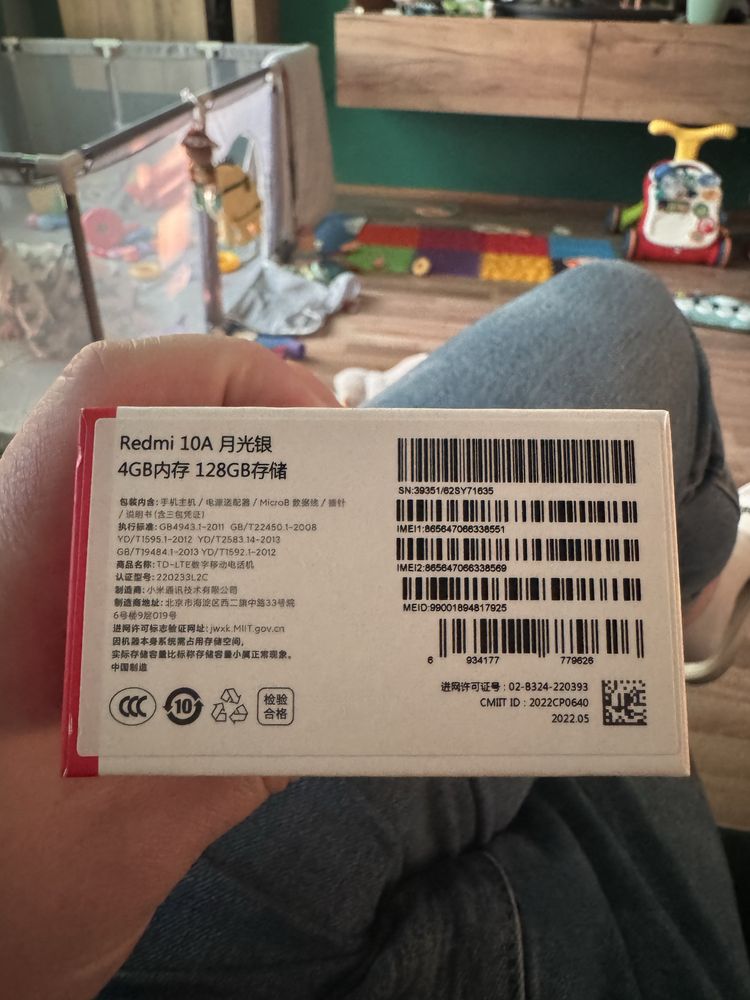 Redmi 10A 月光银
4GB内存 128GB存储
包装内含: 手机主机 / 电源适配器 / MicroB 数据线 / 插针
/ 说明书(含三包凭证)
执行标准: GB4943.1-2011 GB/T22450.1-2008
YD/T1595.1-2012 YD/T2583.14-2013
GB/T19484.1-2013 YD/T1592.1-2012
商品名称: TD-LTE数字移动电话机
认证型号: 220233L2C
制造商: 小米通讯技术有限公司
制造商地址: 北京市海淀区西二旗中路33号院
6号楼9层019号
进网许可标志验证网址: jwxk.MIIT.gov.cn
因机器本身系统需占用存储空间,
实际存储容量比标称存储容量小属正常现象。
中国制造
CCC
10
检验
合格
SN:39351/62SY71635
IMEI1:865647066338551
IMEI2:865647066338569
MEID:99001894817925
6 934177 779626
进网许可证号 : 02-B324-220393
CMIIT ID : 2022CP0640
2022.05